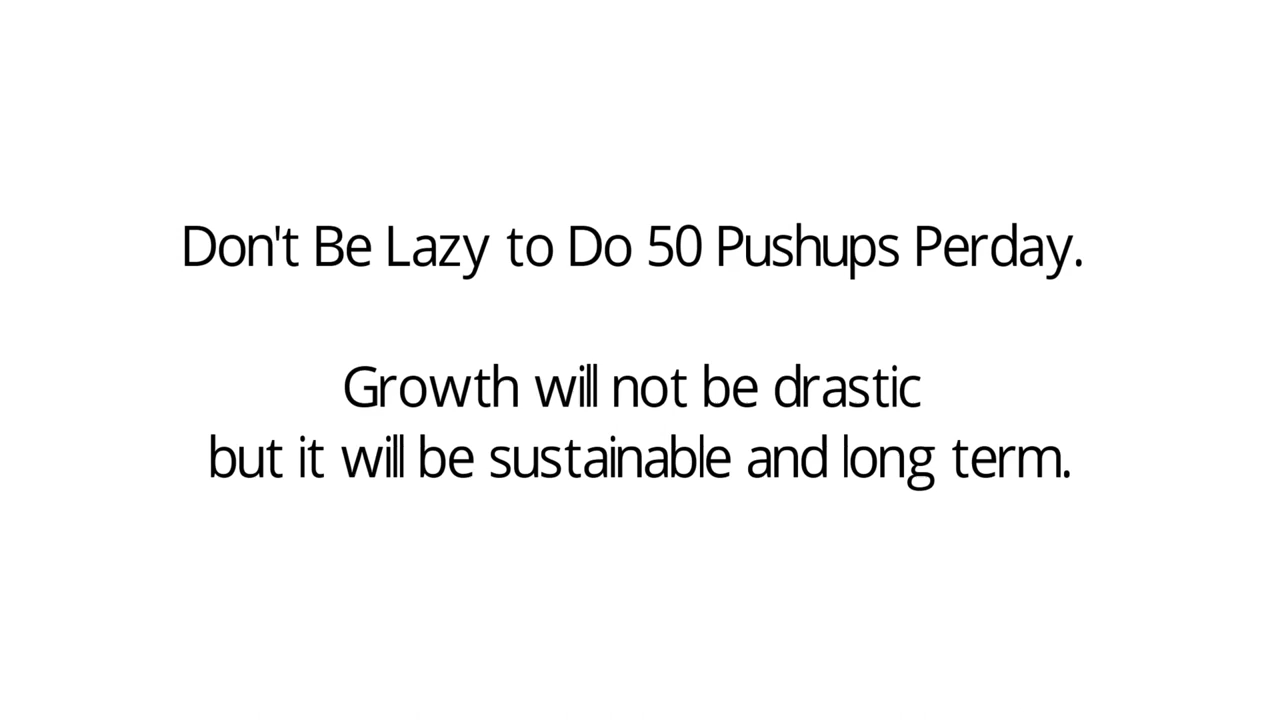 Don't Be Lazy to Do 50 Pushups Perday.
Growth will not be drastic
but it will be sustainable and long term.